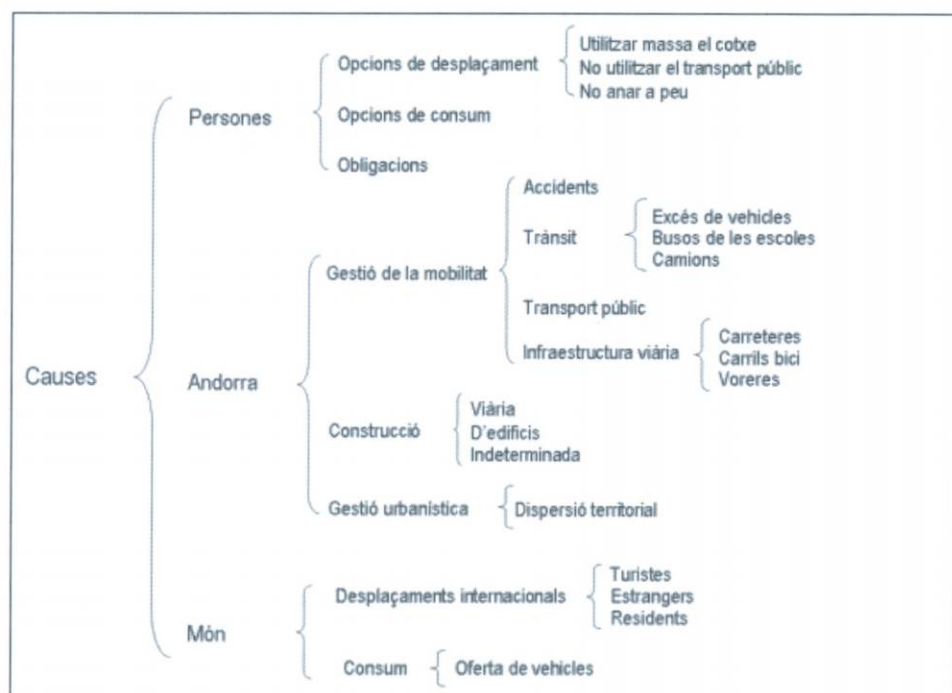 Causes
Persones
Opcions de desplaçament
Utilitzar massa el cotxe
No utilitzar el transport públic
No anar a peu
Opcions de consum
Obligacions
Andorra
Gestió de la mobilitat
Accidents
Trànsit
Excés de vehicles
Busos de les escoles
Camions
Transport públic
Infraestructura viária
Carreteres
Carrils bici
Voreres
Construcció
Viària
D'edificis
Indeterminada
Gestió urbanística
Dispersió territorial
Món
Desplaçaments internacionals
Turistes
Estrangers
Residents
Consum
Oferta de vehicles